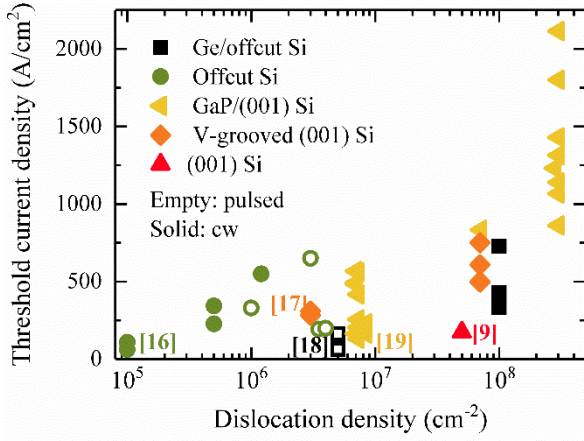 Threshold current density (A/cm²)
2000
1500
1000
500
0
Ge/offcut Si
Offcut Si
GaP/(001) Si
V-grooved (001) Si
(001) Si
Empty: pulsed
Solid: cw
[16]
[17]
[18]
[19]
[9]
10⁵
10⁶
10⁷
10⁸
Dislocation density (cm⁻²)